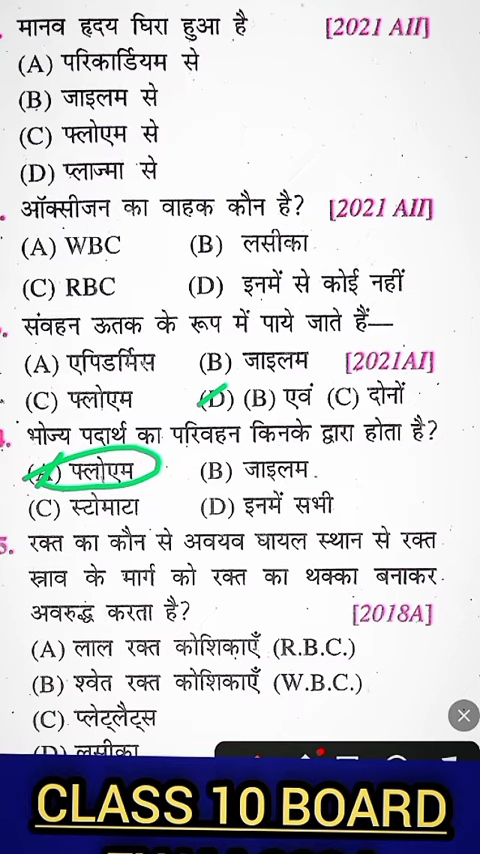 मानव हृदय घिरा हुआ है [2021 AII]
(A) परिकार्डियम से
(B) जाइलम से
(C) फ्लोएम से
(D) प्लाज्मा से
ऑक्सीजन का वाहक कौन है? [2021 AII]
(A) WBC (B) लसीका
(C) RBC (D) इनमें से कोई नहीं
संवहन ऊतक के रूप में पाये जाते हैं—
(A) एपिडर्मिस (B) जाइलम [2021AI]
(C) फ्लोएम (D) (B) एवं (C) दोनों
4. भोज्य पदार्थ का परिवहन किनके द्वारा होता है?
(A) फ्लोएम (B) जाइलम
(C) स्टोमाटा (D) इनमें सभी
5. रक्त का कौन से अवयव घायल स्थान से रक्त
स्राव के मार्ग को रक्त का थक्का बनाकर
अवरुद्ध करता है? [2018A]
(A) लाल रक्त कोशिकाएँ (R.B.C.)
(B) श्वेत रक्त कोशिकाएँ (W.B.C.)
(C) प्लेट्लैट्स
(D) लसीका
CLASS 10 BOARD